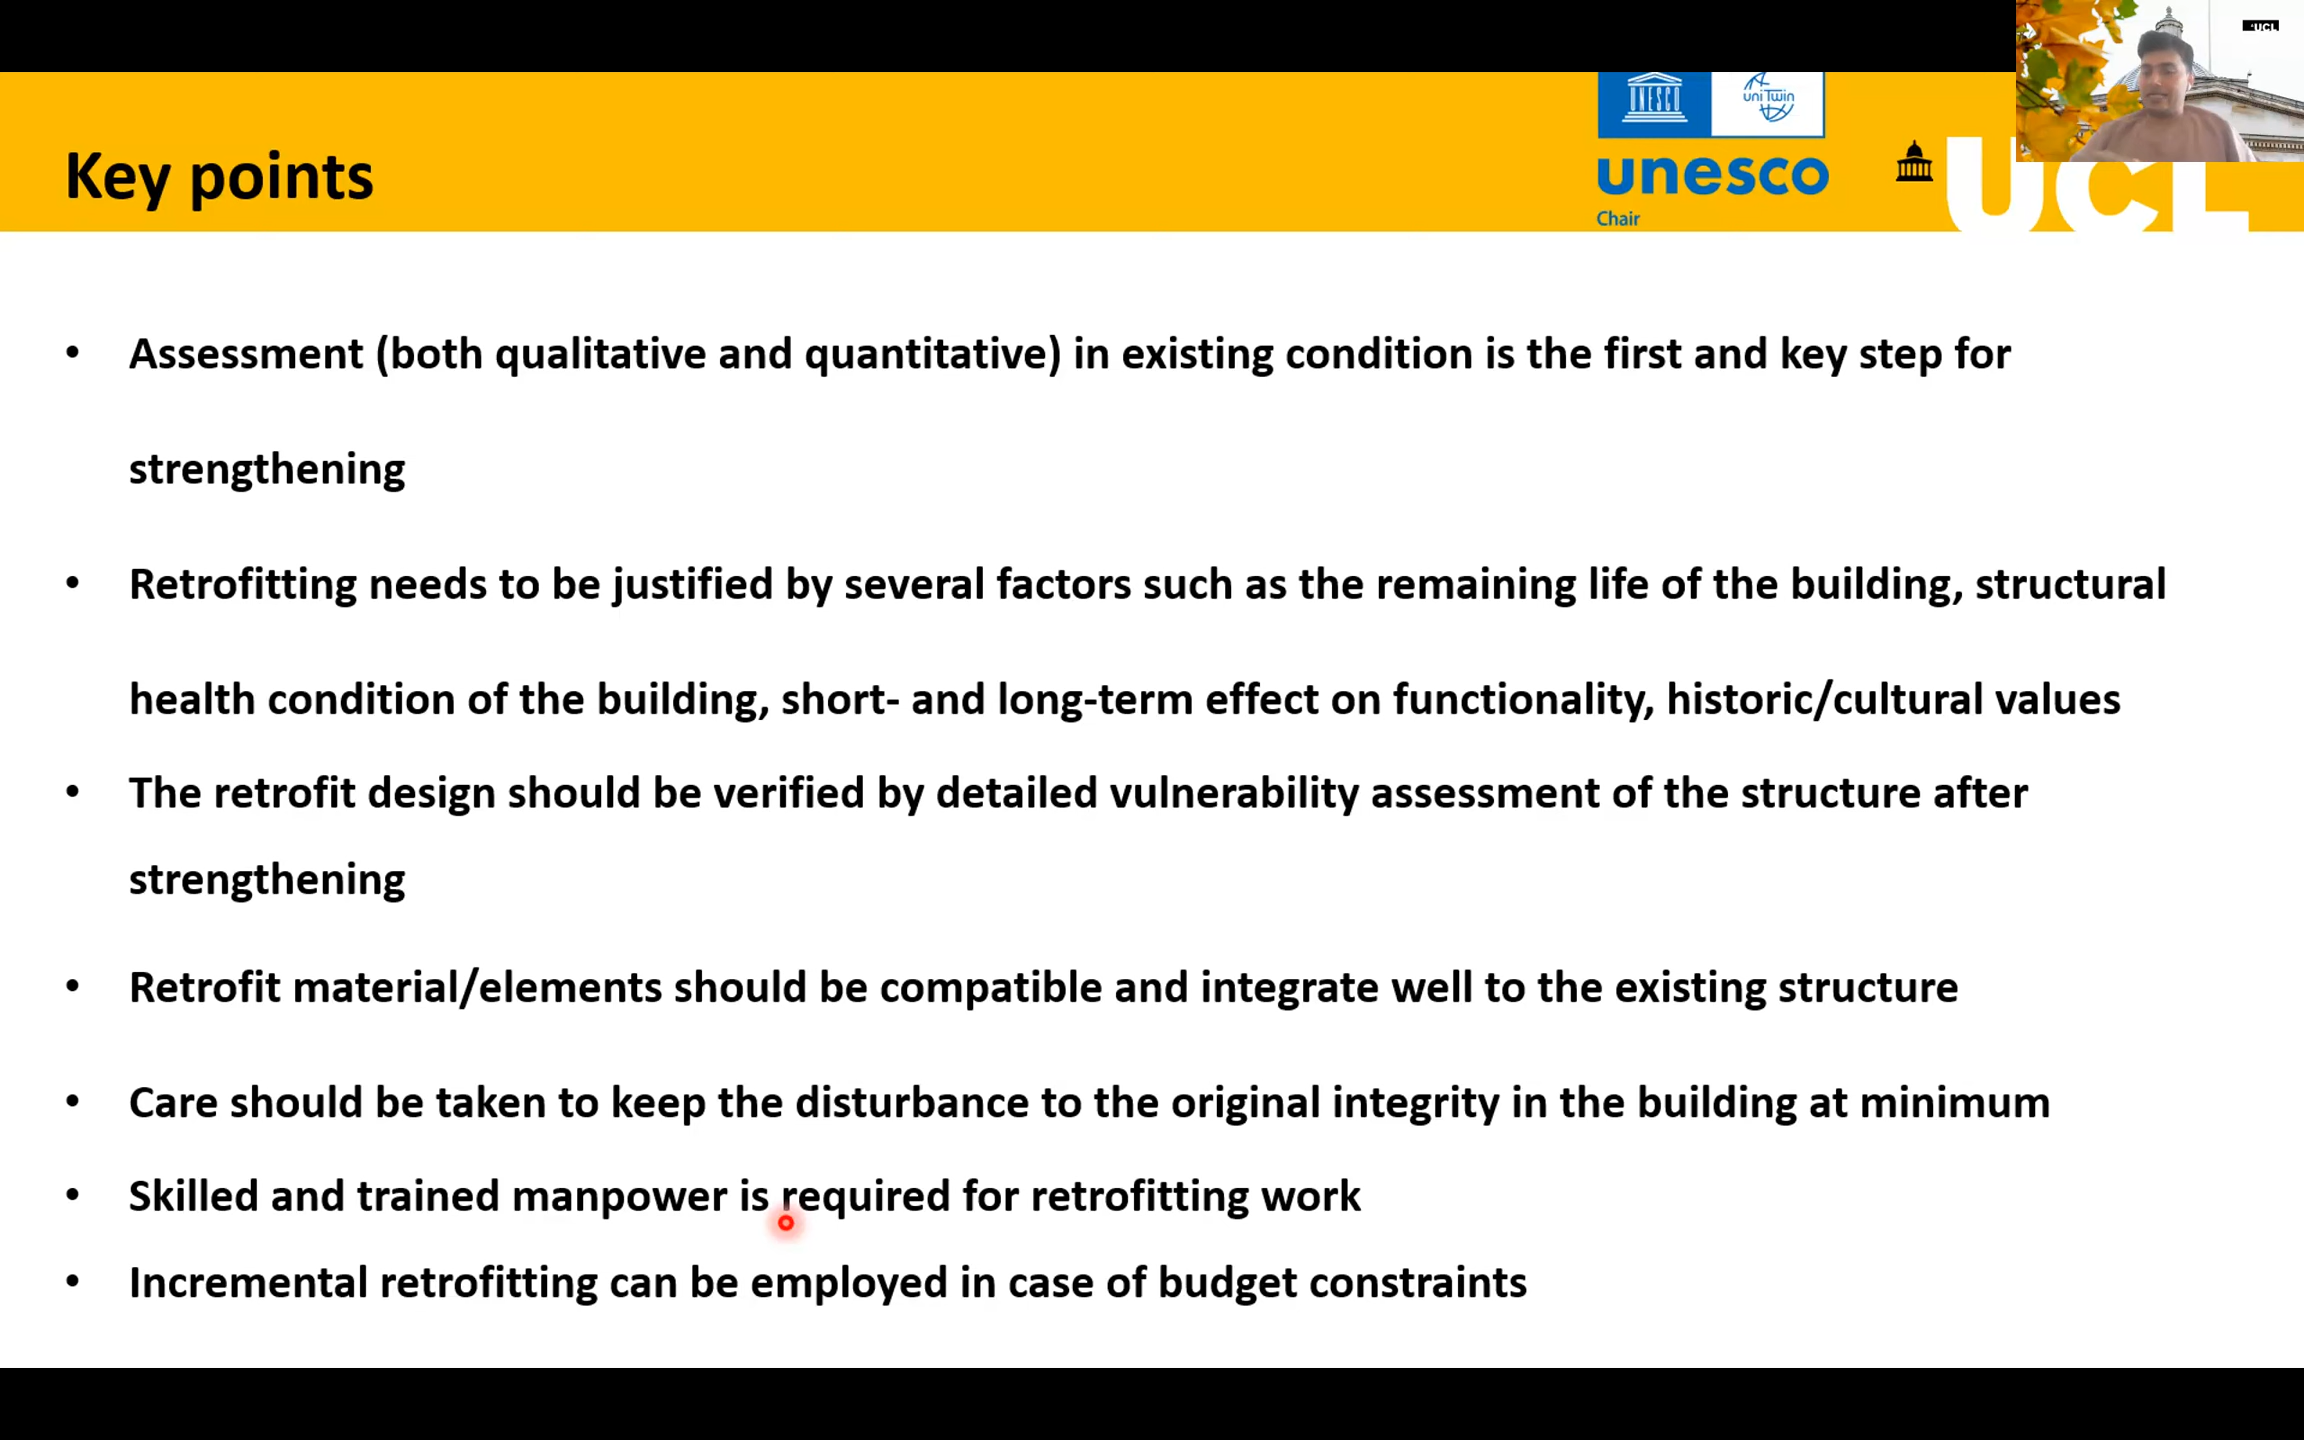 UCL
UNESCO
uni Twin
Key points
unesco
Chair
UCL
• Assessment (both qualitative and quantitative) in existing condition is the first and key step for
strengthening
• Retrofitting needs to be justified by several factors such as the remaining life of the building, structural
health condition of the building, short- and long-term effect on functionality, historic/cultural values
• The retrofit design should be verified by detailed vulnerability assessment of the structure after
strengthening
• Retrofit material/elements should be compatible and integrate well to the existing structure
• Care should be taken to keep the disturbance to the original integrity in the building at minimum
• Skilled and trained manpower is required for retrofitting work
• Incremental retrofitting can be employed in case of budget constraints